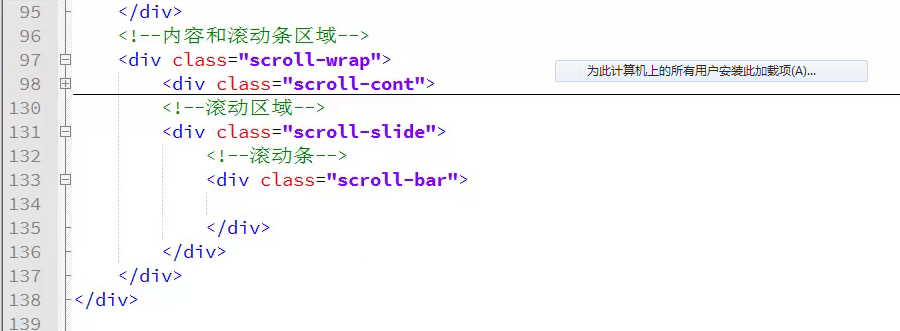 95 </div>
96 <!--内容和滚动条区域-->
97 <div class="scroll-wrap">
为此计算机上的所有用户安装此加载项(A)...
98 <div class="scroll-cont">
130 <!--滚动区域-->
131 <div class="scroll-slide">
132 <!--滚动条-->
133 <div class="scroll-bar">
134
135 </div>
136 </div>
137 </div>
138 </div>
139